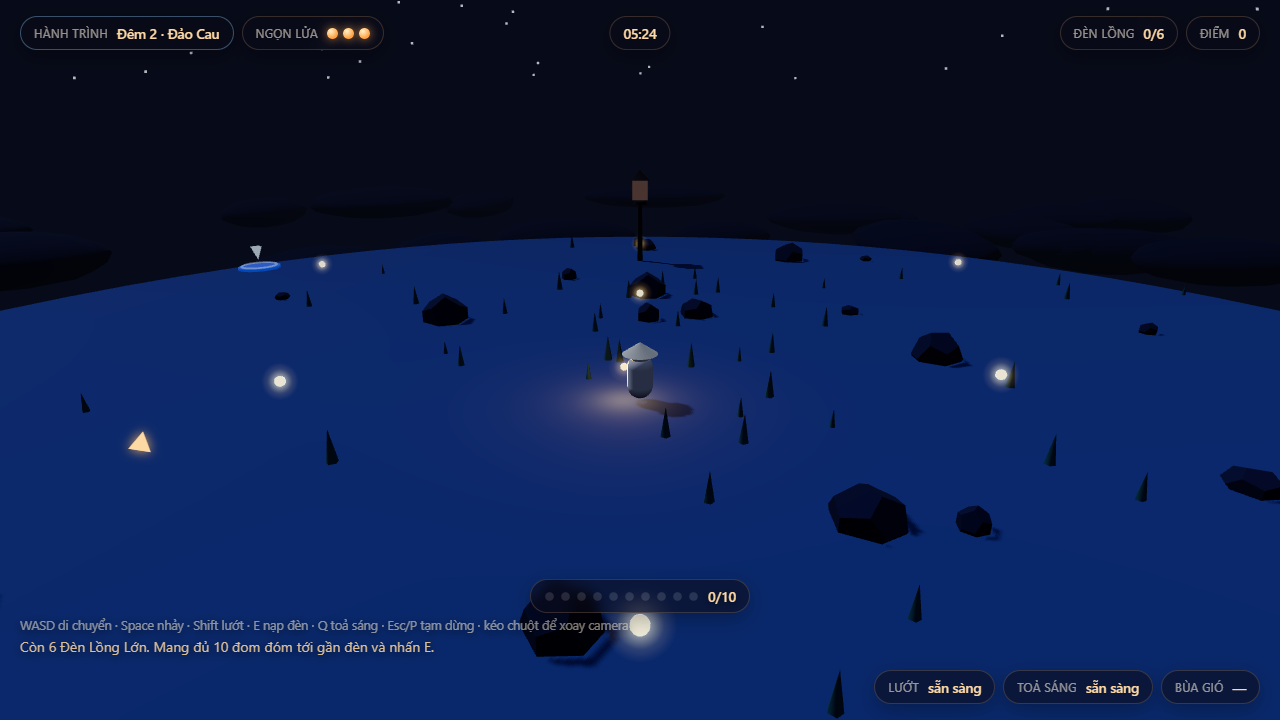 HÀNH TRÌNH Đêm 2 · Đảo Cau
NGỌN LỬA
05:24
ĐÈN LỒNG 0/6
ĐIỂM 0
0/10
WASD di chuyển · Space nhảy · Shift lướt · E nạp đèn · Q toả sáng · Esc/P tạm dừng · kéo chuột để xoay camera
Còn 6 Đèn Lồng Lớn. Mang đủ 10 đom đóm tới gần đèn và nhấn E.
LƯỚT sẵn sàng
TOẢ SÁNG sẵn sàng
BÙA GIÓ —